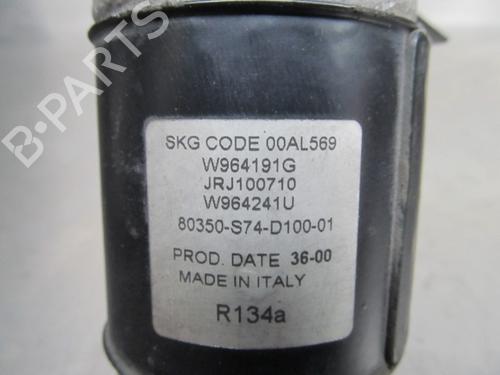 B-PARTS
SKG CODE 00AL569
W964191G
JRJ100710
W964241U
80350-S74-D100-01
PROD. DATE 36-00
MADE IN ITALY
R134a